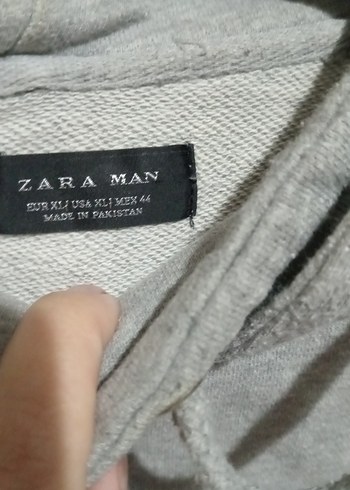 ZARA MAN
EUR XL| USA XL| MEX 44
MADE IN PAKISTAN